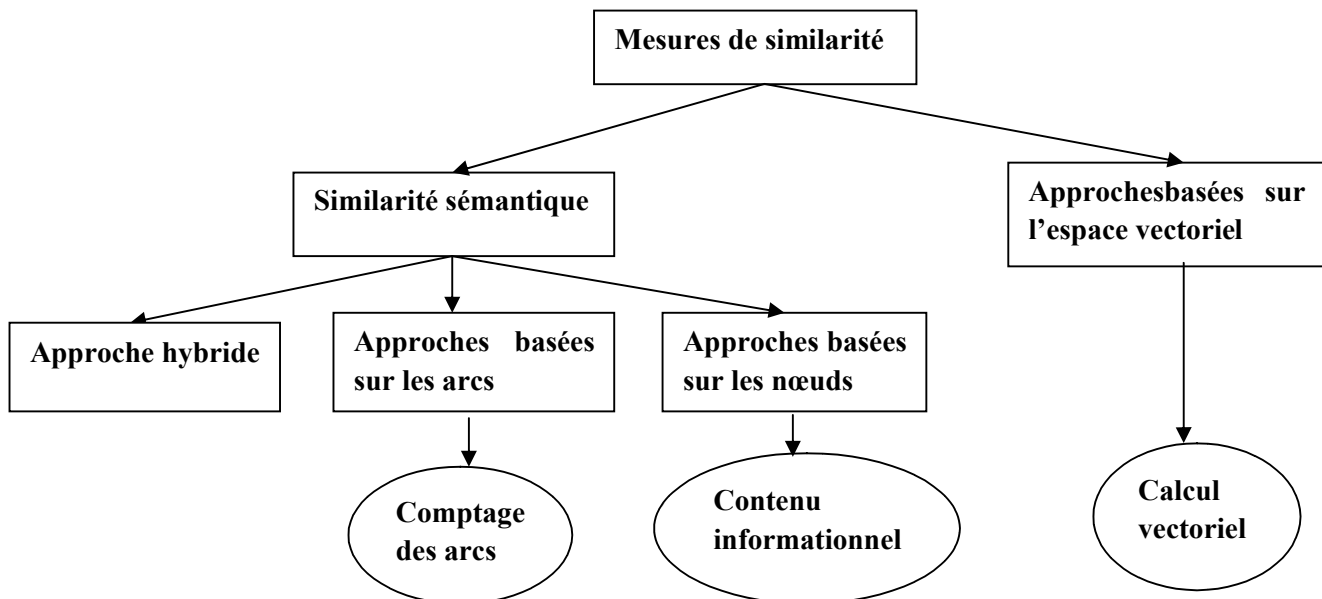 Mesures de similarité
Similarité sémantique
Approchesbasées sur
l’espace vectoriel
Approche hybride
Approches basées
sur les arcs
Approches basées
sur les nœuds
Comptage
des arcs
Contenu
informationnel
Calcul
vectoriel